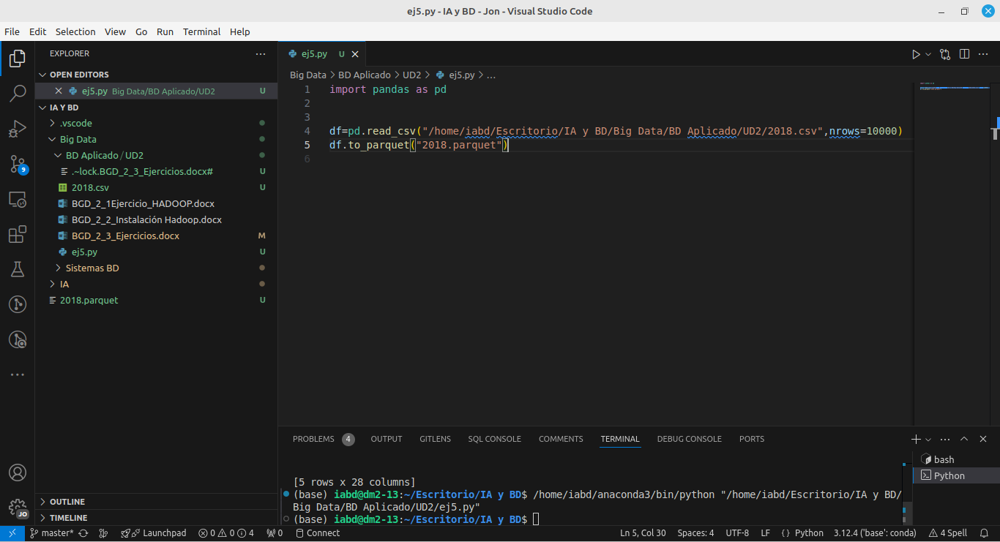 ej5.py - IA y BD - Jon - Visual Studio Code
File Edit Selection View Go Run Terminal Help
EXPLORER
OPEN EDITORS
ej5.py Big Data/BD Aplicado/UD2 U
IA Y BD
.vscode
Big Data
BD Aplicado / UD2
.~lock.BGD_2_3_Ejercicios.docx# U
2018.csv U
BGD_2_1Ejercicio_HADOOP.docx
BGD_2_2_Instalación Hadoop.docx
BGD_2_3_Ejercicios.docx M
ej5.py U
Sistemas BD
IA
2018.parquet U
OUTLINE
TIMELINE
9
JO
ej5.py U
Big Data > BD Aplicado > UD2 > ej5.py > ...
1 import pandas as pd
2
3
4 df=pd.read_csv("/home/iabd/Escritorio/IA y BD/Big Data/BD Aplicado/UD2/2018.csv",nrows=10000)
5 df.to_parquet("2018.parquet")
6
PROBLEMS 4 OUTPUT GITLENS SQL CONSOLE COMMENTS TERMINAL DEBUG CONSOLE PORTS
[5 rows x 28 columns]
(base) iabd@dm2-13:~/Escritorio/IA y BD$ /home/iabd/anaconda3/bin/python "/home/iabd/Escritorio/IA y BD/
Big Data/BD Aplicado/UD2/ej5.py"
(base) iabd@dm2-13:~/Escritorio/IA y BD$
bash
Python
master* Launchpad 0 0 4 0 Connect Ln 5, Col 30 Spaces: 4 UTF-8 LF Python 3.12.4 ('base': conda) 4 Spell